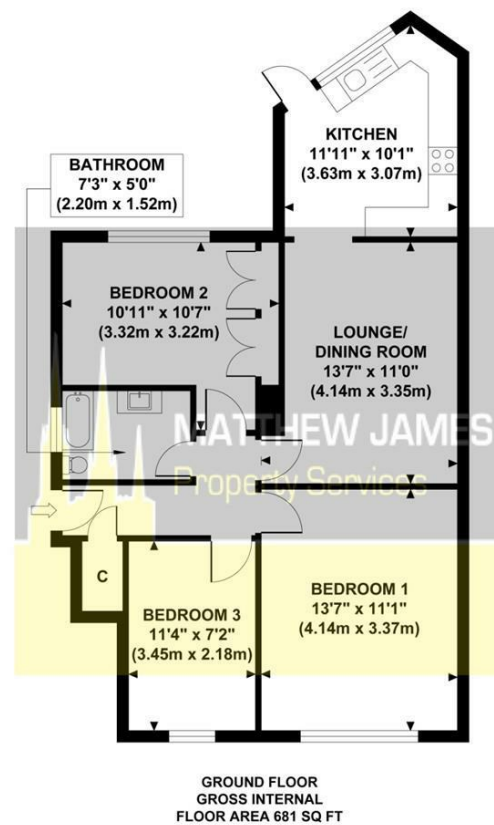 KITCHEN
11'11" x 10'1"
(3.63m x 3.07m)
BATHROOM
7'3" x 5'0"
(2.20m x 1.52m)
BEDROOM 2
10'11" x 10'7"
(3.32m x 3.22m)
LOUNGE/
DINING ROOM
13'7" x 11'0"
(4.14m x 3.35m)
MATTHEW JAMES
Property Services
C
BEDROOM 3
11'4" x 7'2"
(3.45m x 2.18m)
BEDROOM 1
13'7" x 11'1"
(4.14m x 3.37m)
GROUND FLOOR
GROSS INTERNAL
FLOOR AREA 681 SQ FT